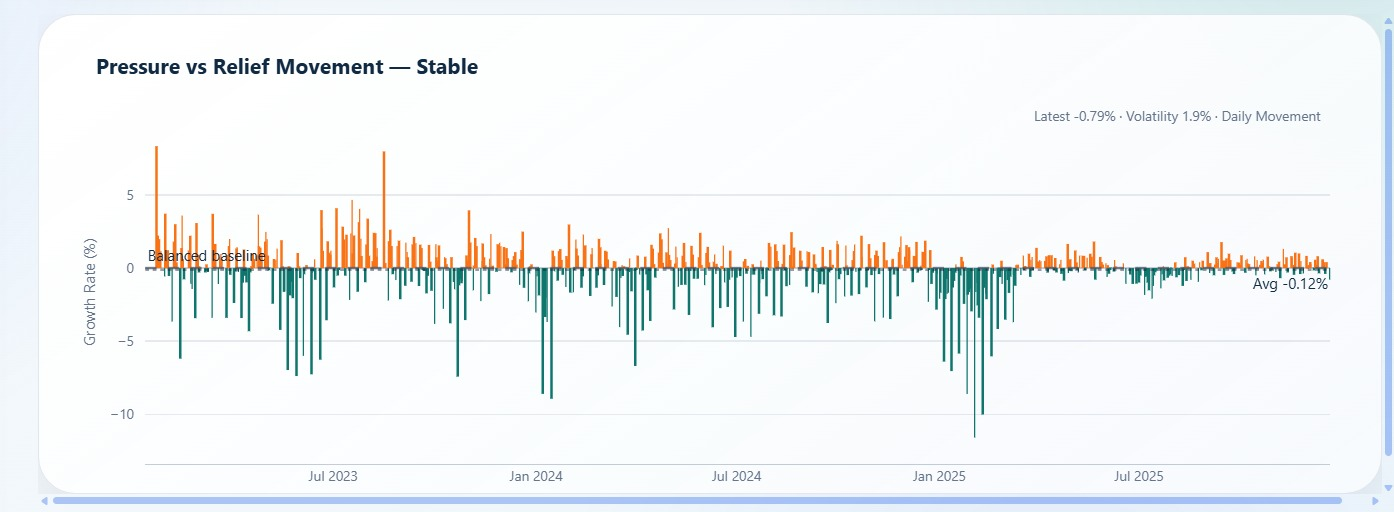 Pressure vs Relief Movement — Stable
Latest -0.79% · Volatility 1.9% · Daily Movement
Growth Rate (%)
5
Balanced baseline
0
Avg -0.12%
−5
−10
Jul 2023
Jan 2024
Jul 2024
Jan 2025
Jul 2025